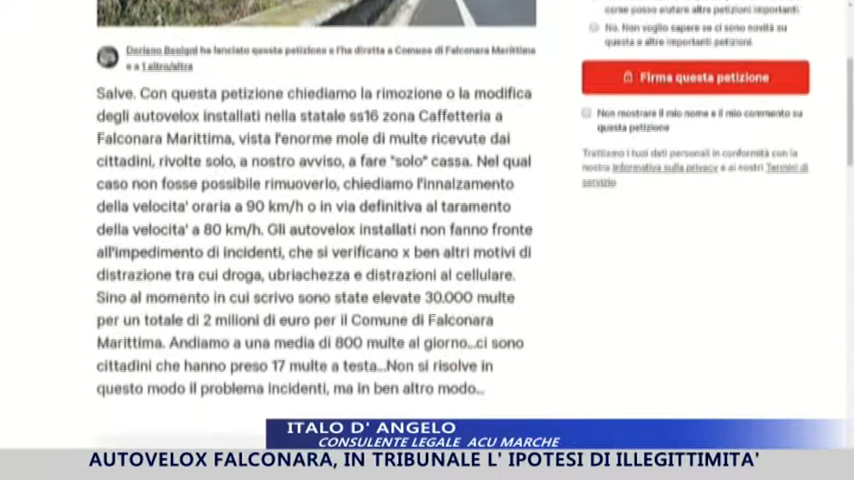 Doriano Benigni ha lanciato questa petizione e l'ha diretta a Comune di Falconara Marittima
e a 1 altro/altra
Salve. Con questa petizione chiediamo la rimozione o la modifica
degli autovelox installati nella statale ss16 zona Caffetteria a
Falconara Marittima, vista l'enorme mole di multe ricevute dai
cittadini, rivolte solo, a nostro avviso, a fare "solo" cassa. Nel qual
caso non fosse possibile rimuoverlo, chiediamo l'innalzamento
della velocita' oraria a 90 km/h o in via definitiva al taramento
della velocita' a 80 km/h. Gli autovelox installati non fanno fronte
all'impedimento di incidenti, che si verificano x ben altri motivi di
distrazione tra cui droga, ubriachezza e distrazioni al cellulare.
Sino al momento in cui scrivo sono state elevate 30.000 multe
per un totale di 2 milioni di euro per il Comune di Falconara
Marittima. Andiamo a una media di 800 multe al giorno...ci sono
cittadini che hanno preso 17 multe a testa...Non si risolve in
questo modo il problema incidenti, ma in ben altro modo...
come posso aiutare altre petizioni importanti.
No. Non voglio sapere se ci sono novità su
questa e altre importanti petizioni.
Firma questa petizione
Non mostrare il mio nome e il mio commento su
questa petizione
Trattiamo i tuoi dati personali in conformità con la
nostra Informativa sulla privacy e ai nostri Termini di
servizio
ITALO D' ANGELO
CONSULENTE LEGALE ACU MARCHE
AUTOVELOX FALCONARA, IN TRIBUNALE L' IPOTESI DI ILLEGITTIMITA'